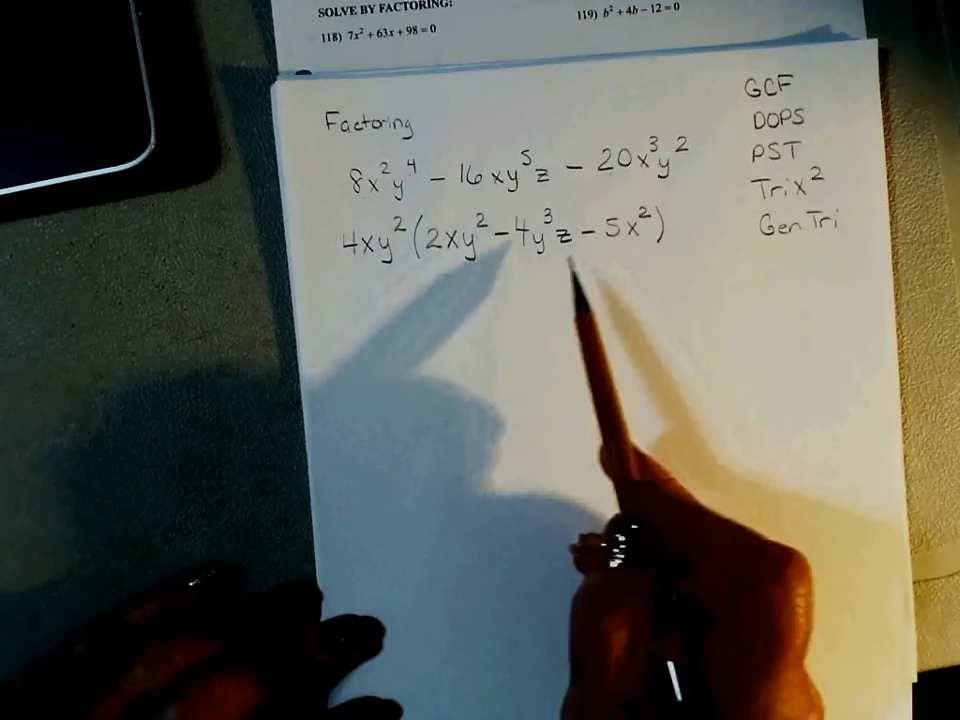 SOLVE BY FACTORING:
118) 7x² + 63x + 98 = 0
119) b² + 4b − 12 = 0
Factoring
8x²y⁴ − 16xy⁵z − 20x³y²
4xy²(2xy² − 4y³z − 5x²)
GCF
DOPS
PST
Trix²
Gen Tri